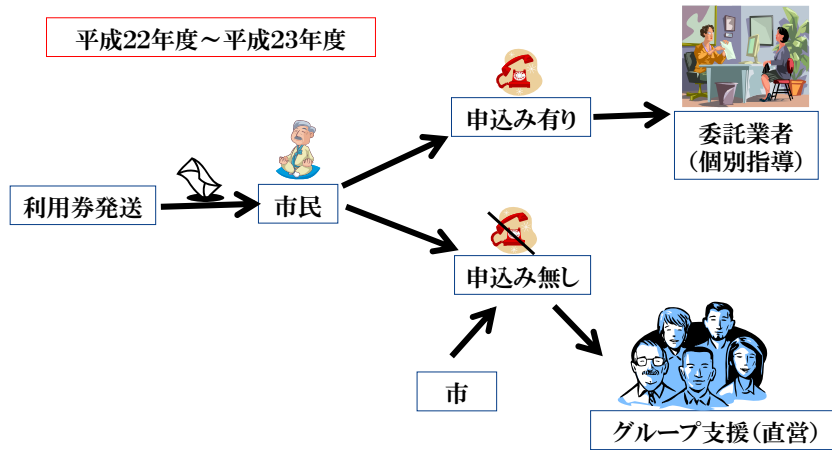 平成22年度～平成23年度
申込み有り
委託業者
（個別指導）
利用券発送
市民
申込み無し
市
グループ支援（直営）